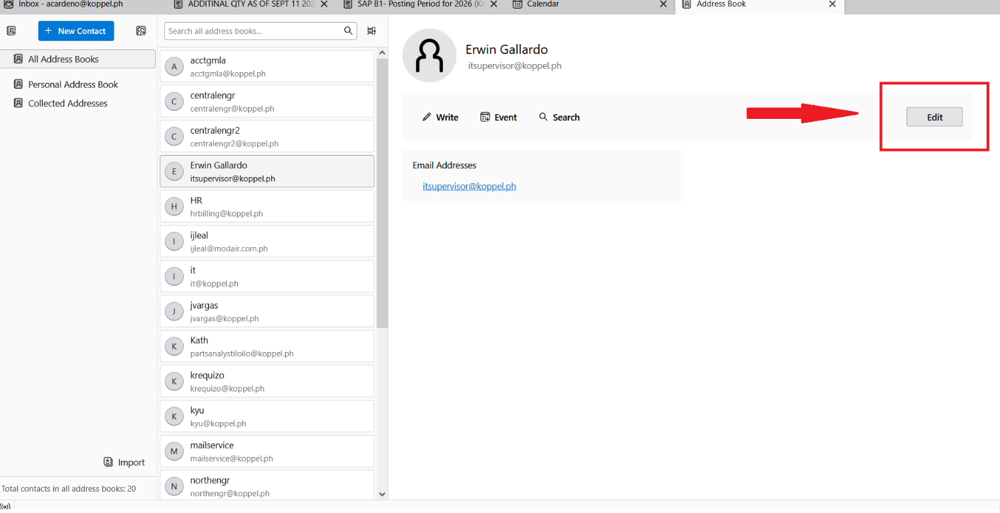 Inbox - acardeno@koppel.ph
ADDITINAL QTY AS OF SEPT 11 202
SAP B1- Posting Period for 2026 (Ko
Calendar
Address Book
+ New Contact
All Address Books
Personal Address Book
Collected Addresses
Import
Total contacts in all address books: 20
Search all address books...
A
acctgmla
acctgmla@koppel.ph
C
centralengr
centralengr@koppel.ph
C
centralengr2
centralengr2@koppel.ph
E
Erwin Gallardo
itsupervisor@koppel.ph
H
HR
hrbilling@koppel.ph
I
ijleal
ijleal@modair.com.ph
I
it
it@koppel.ph
J
jvargas
jvargas@koppel.ph
K
Kath
partsanalystiloilo@koppel.ph
K
krequizo
krequizo@koppel.ph
K
kyu
kyu@koppel.ph
M
mailservice
mailservice@koppel.ph
N
northengr
northengr@koppel.ph
Erwin Gallardo
itsupervisor@koppel.ph
Write
Event
Search
Edit
Email Addresses
itsupervisor@koppel.ph